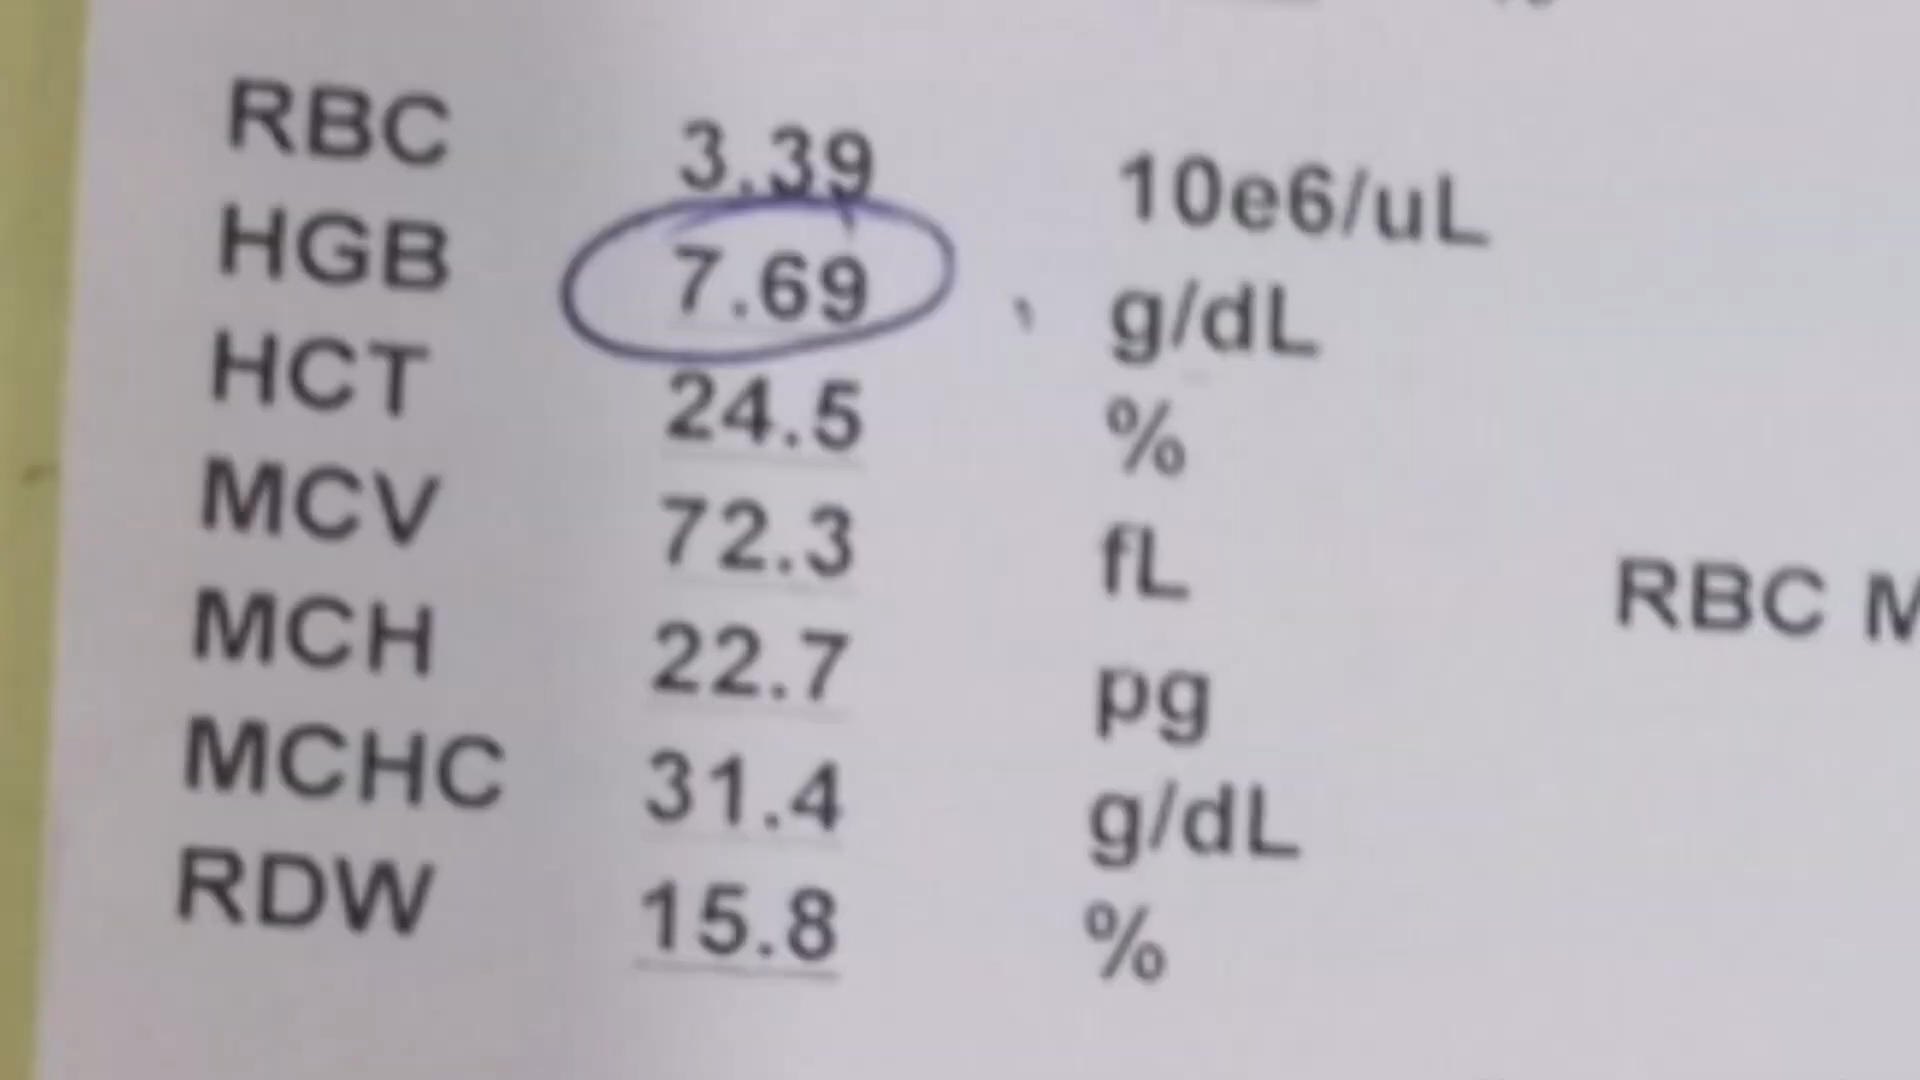 RBC 3.39 10e6/uL
HGB 7.69 g/dL
HCT 24.5 %
MCV 72.3 fL
MCH 22.7 pg RBC M
MCHC 31.4 g/dL
RDW 15.8 %